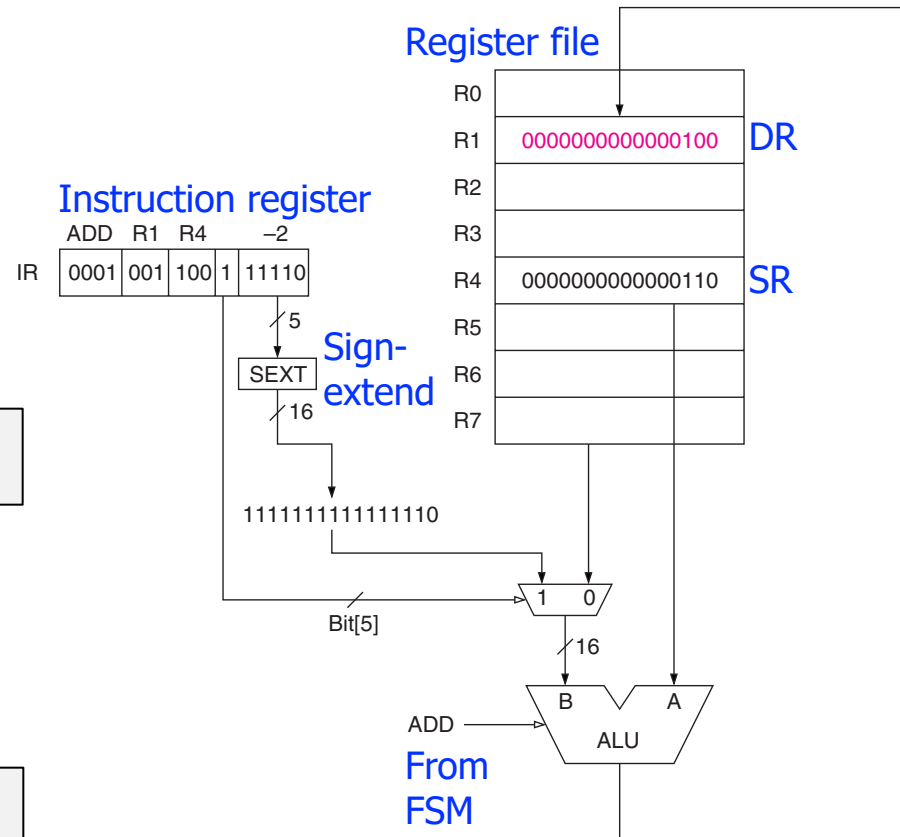 Register file
R0
R1 0000000000000100 DR
R2
Instruction register
ADD R1 R4 –2
R3
IR 0001 001 100 1 11110
R4 0000000000000110 SR
5
R5
Sign-
extend
SEXT
R6
16
R7
1111111111111110
1 0
Bit[5]
16
B A
ADD
ALU
From
FSM